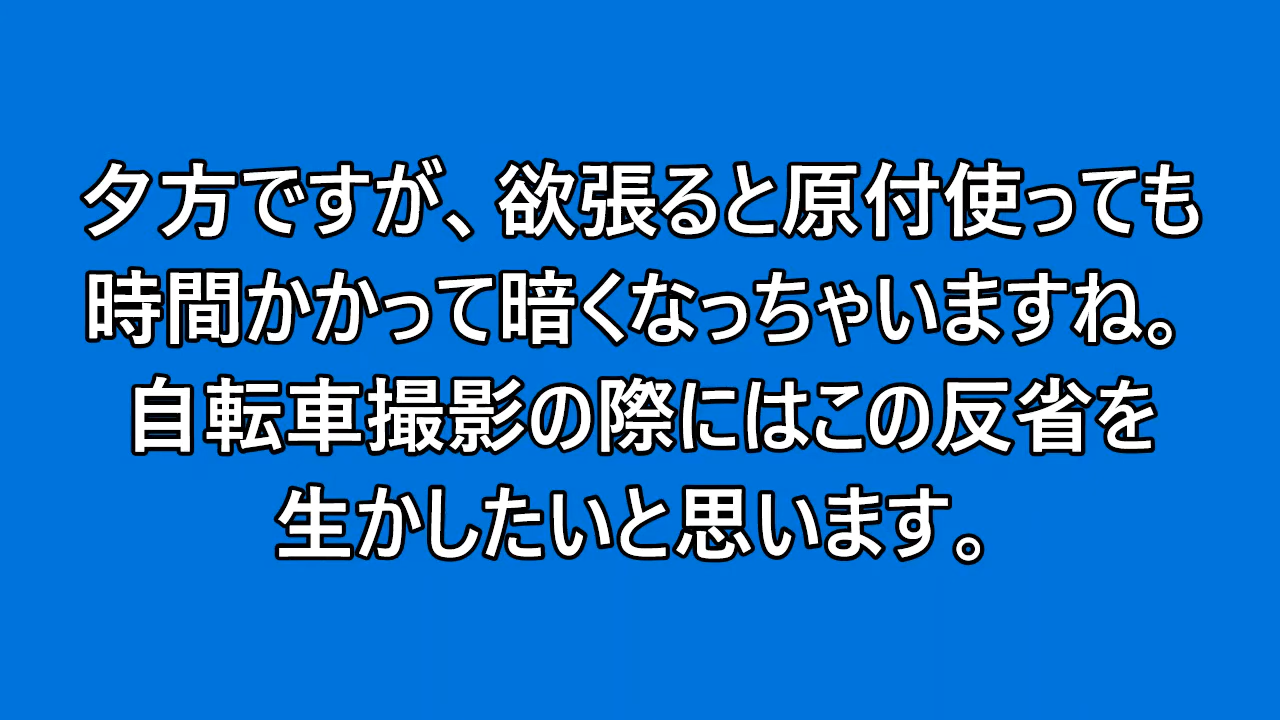 夕方ですが、欲張ると原付使っても
時間かかって暗くなっちゃいますね。
自転車撮影の際にはこの反省を
生かしたいと思います。